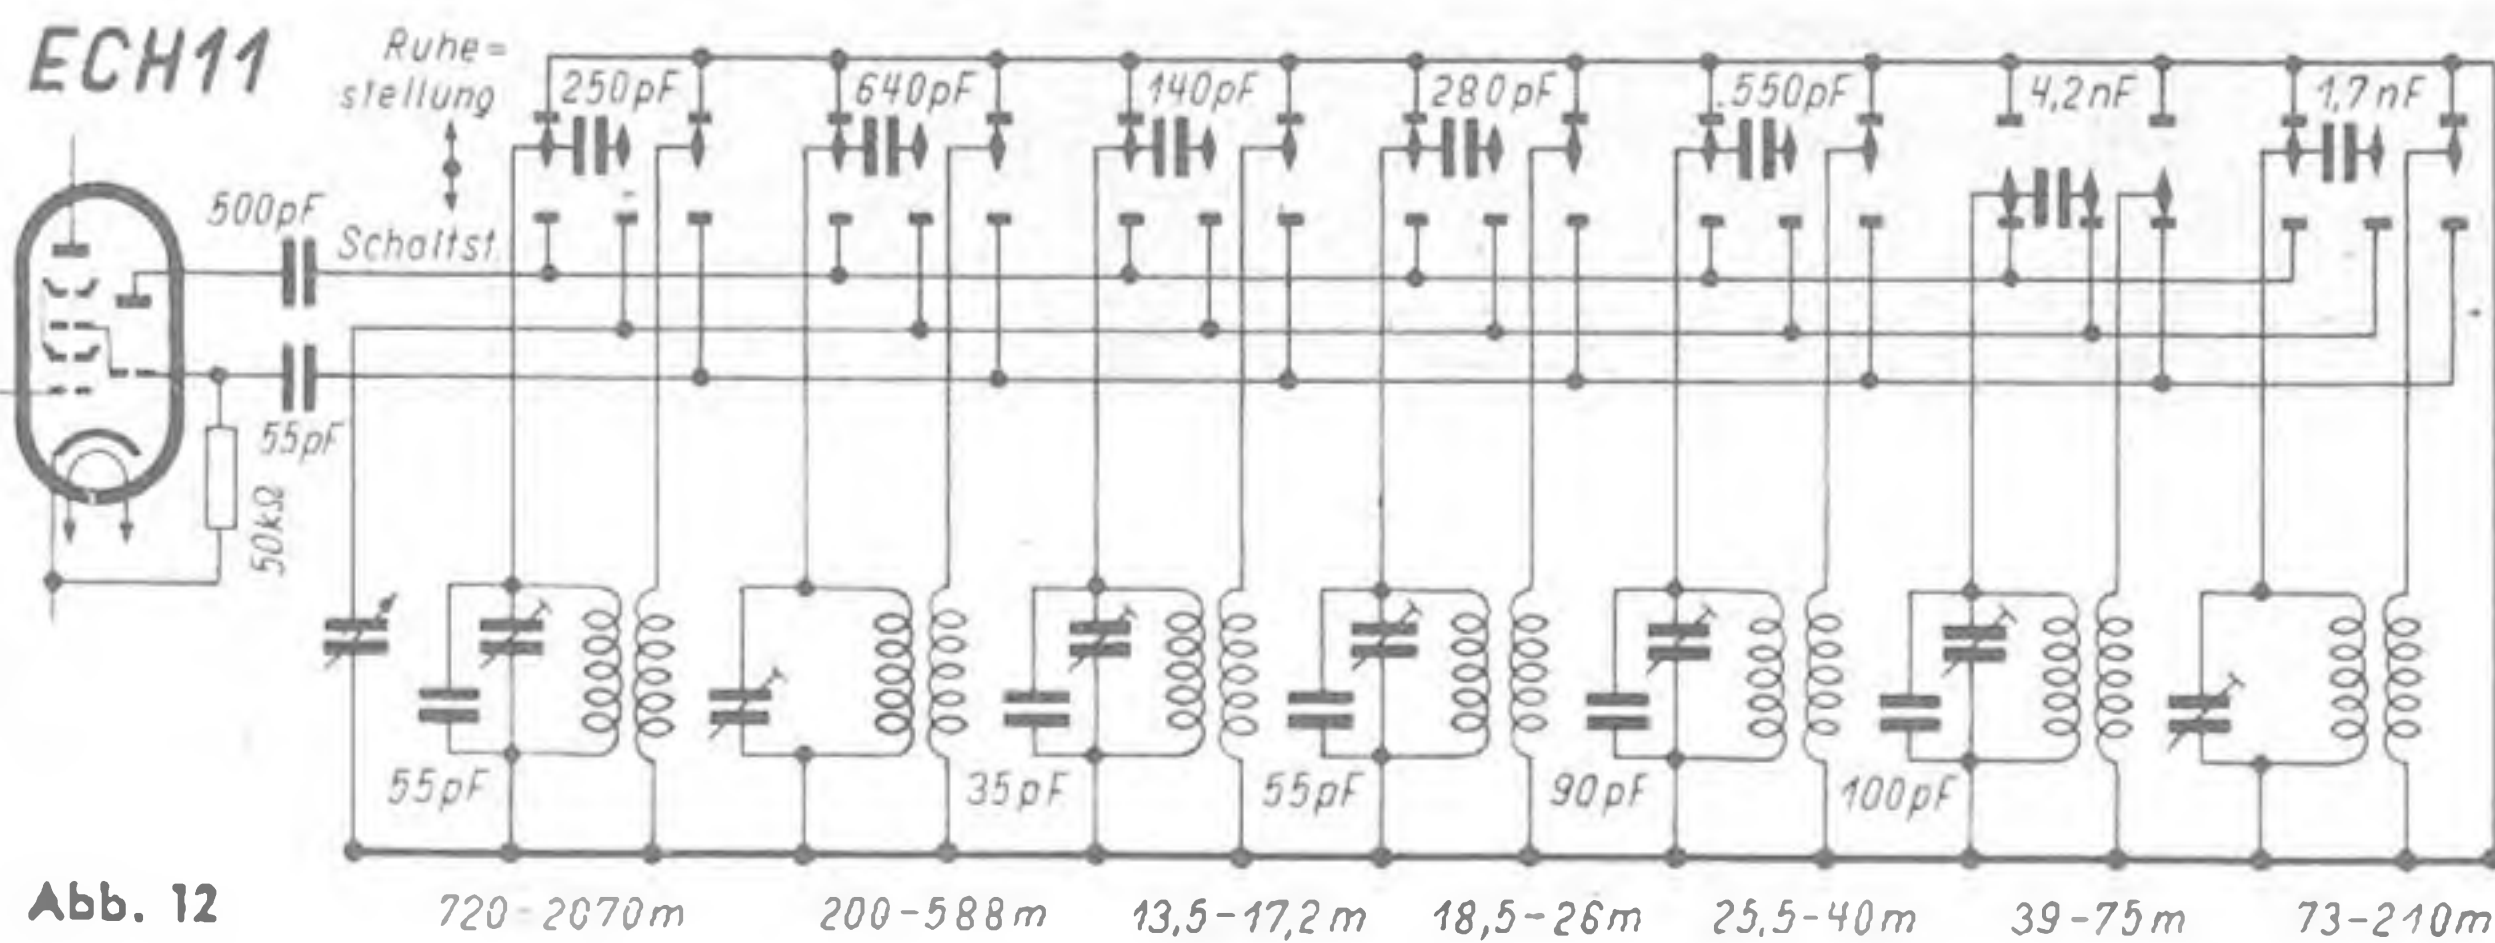 ECH11
Ruhe=
stellung
Schaltst.
250pF
640pF
140pF
280pF
550pF
4,2nF
1,7nF
500pF
55pF
50kΩ
55pF
35pF
55pF
90pF
100pF
Abb. 12
720-2070m
200-588m
13,5-17,2m
18,5-26m
25,5-40m
39-75m
73-210m